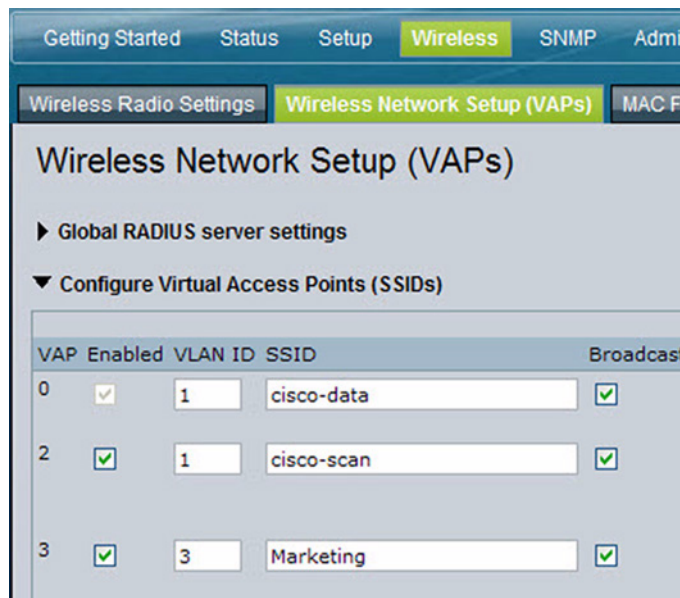 Getting Started Status Setup Wireless SNMP
Wireless Radio Settings Wireless Network Setup (VAPs) MAC
Wireless Network Setup (VAPs)
Global RADIUS server settings
Configure Virtual Access Points (SSIDs)
VAP Enabled VLAN ID SSID Broadcast
0 1 cisco-data
2 1 cisco-scan
3 3 Marketing